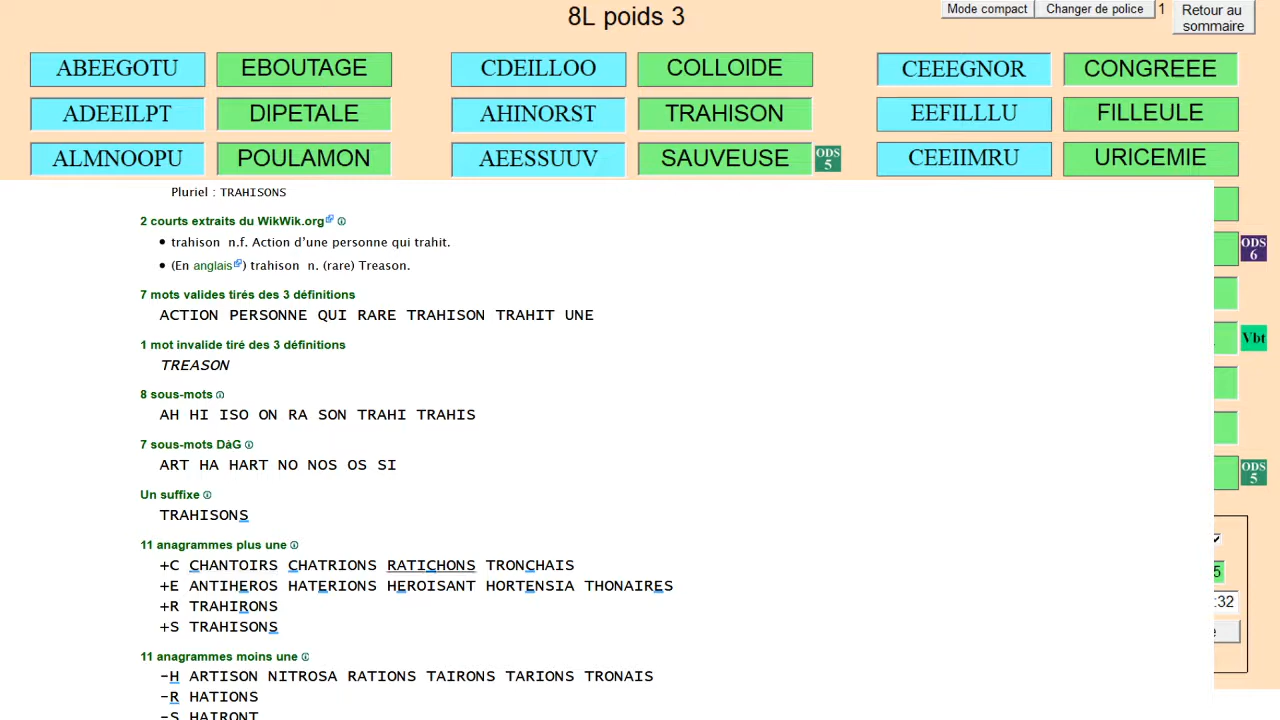 8L poids 3
Mode compact Changer de police 1 Retour au sommaire
ABEEGOTU EBOUTAGE CDEILLOO COLLOIDE CEEEGNOR CONGREEE
ADEEILPT DIPETALE AHINORST TRAHISON EEFILLLU FILLEULE
ALMNOOPU POULAMON AEESSUUV SAUVEUSE ODS 5 CEEIIMRU URICEMIE
Pluriel : TRAHISONS
2 courts extraits du WikWik.org
• trahison n.f. Action d'une personne qui trahit.
ODS 6
• (En anglais) trahison n. (rare) Treason.
7 mots valides tirés des 3 définitions
ACTION PERSONNE QUI RARE TRAHISON TRAHIT UNE
Vbt
1 mot invalide tiré des 3 définitions
TREASON
8 sous-mots
AH HI ISO ON RA SON TRAHI TRAHIS
7 sous-mots DàG
ART HA HART NO NOS OS SI
ODS 5
Un suffixe
TRAHISONS
11 anagrammes plus une
+C CHANTOIRS CHATRIONS RATICHONS TRONCHAIS
5
+E ANTIHEROS HATERIONS HEROISANT HORTENSIA THONAIRES
:32
+R TRAHIRONS
+S TRAHISONS
e
11 anagrammes moins une
-H ARTISON NITROSA RATIONS TAIRONS TARIONS TRONAIS
-R HATIONS
-S HAIRONT